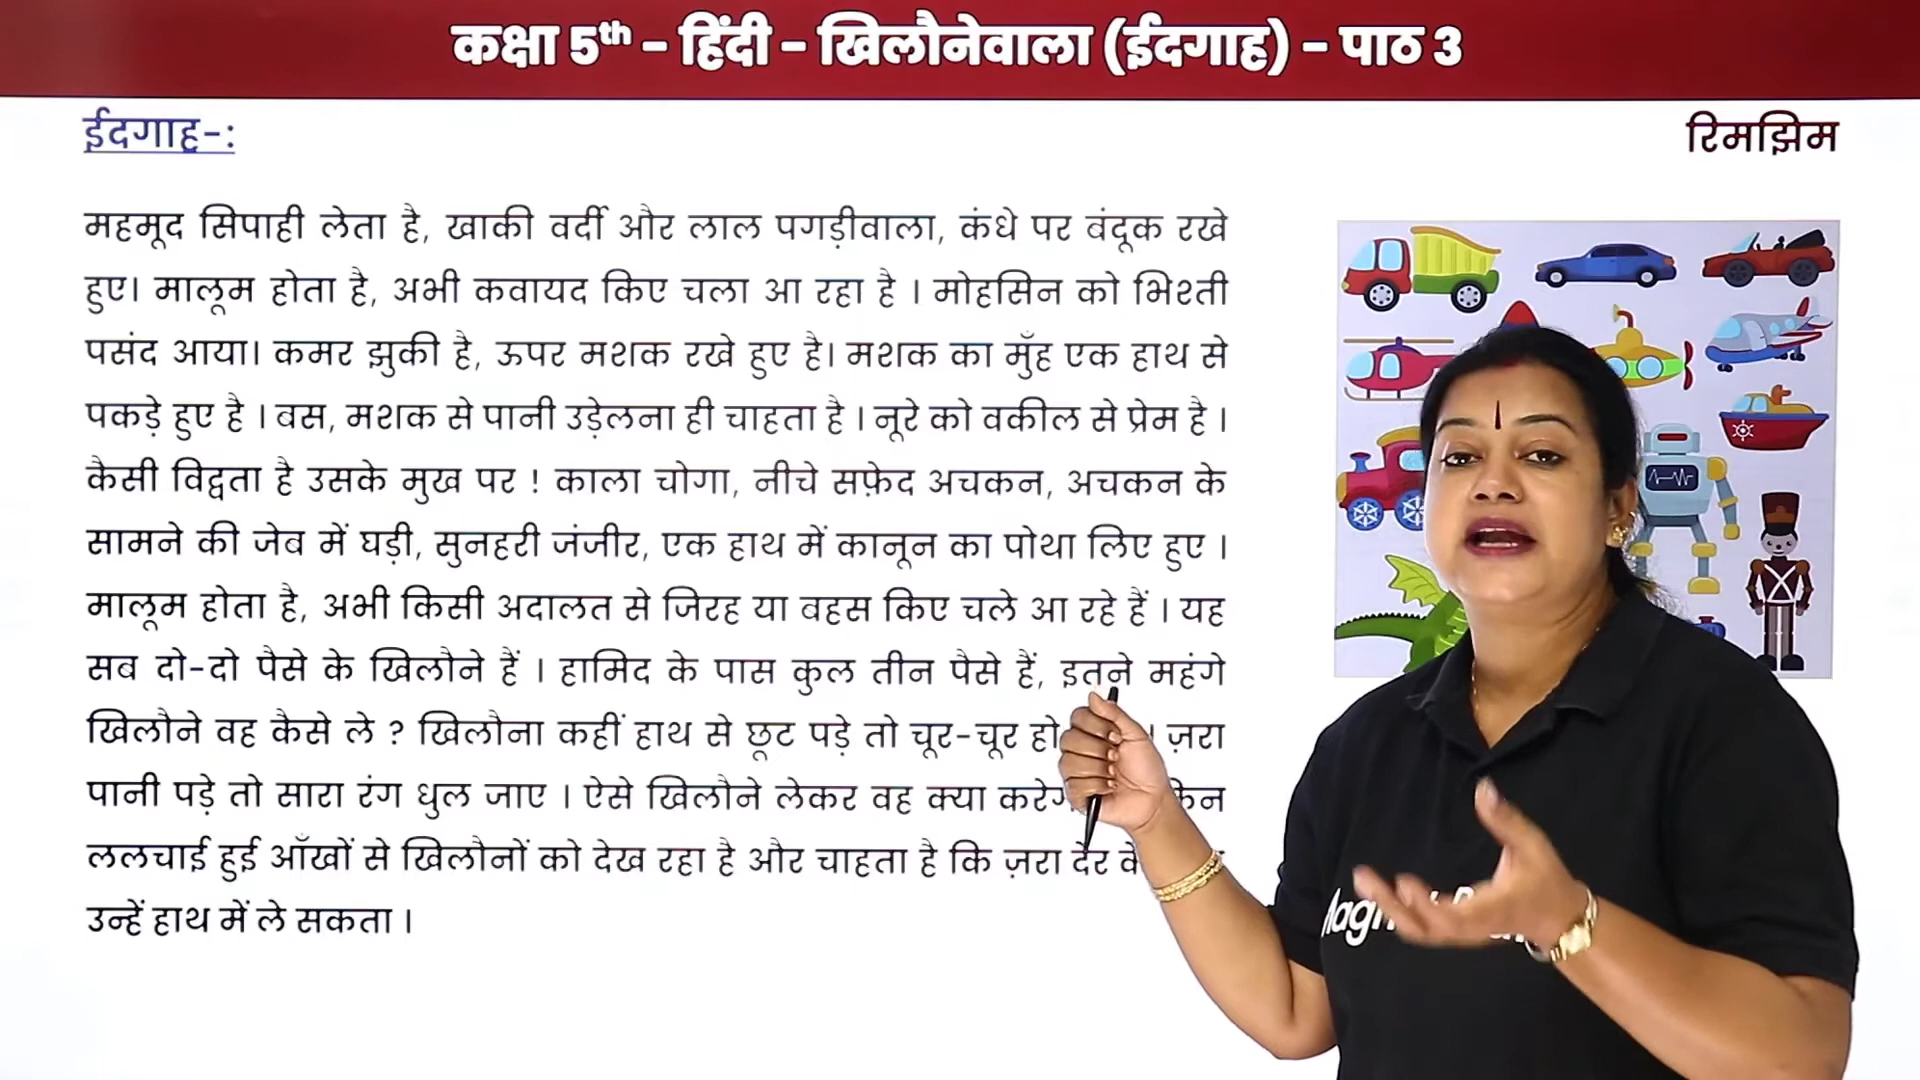 कक्षा 5th - हिंदी - खिलौनेवाला (ईदगाह) - पाठ 3
ईदगाह-:
रिमझिम
महमूद सिपाही लेता है, खाकी वर्दी और लाल पगड़ीवाला, कंधे पर बंदूक रखे
हुए। मालूम होता है, अभी कवायद किए चला आ रहा है । मोहसिन को भिश्ती
पसंद आया। कमर झुकी है, ऊपर मशक रखे हुए है। मशक का मुँह एक हाथ से
पकड़े हुए है । बस, मशक से पानी उड़ेलना ही चाहता है । नूरे को वकील से प्रेम है ।
कैसी विद्वता है उसके मुख पर ! काला चोगा, नीचे सफ़ेद अचकन, अचकन के
सामने की जेब में घड़ी, सुनहरी जंजीर, एक हाथ में कानून का पोथा लिए हुए ।
मालूम होता है, अभी किसी अदालत से जिरह या बहस किए चले आ रहे हैं । यह
सब दो-दो पैसे के खिलौने हैं । हामिद के पास कुल तीन पैसे हैं, इतने महंगे
खिलौने वह कैसे ले ? खिलौना कहीं हाथ से छूट पड़े तो चूर-चूर हो । ज़रा
पानी पड़े तो सारा रंग धुल जाए । ऐसे खिलौने लेकर वह क्या
ललचाई हुई आँखों से खिलौनों को देख रहा है और चाहता है कि ज़रा देर
उन्हें हाथ में ले सकता ।